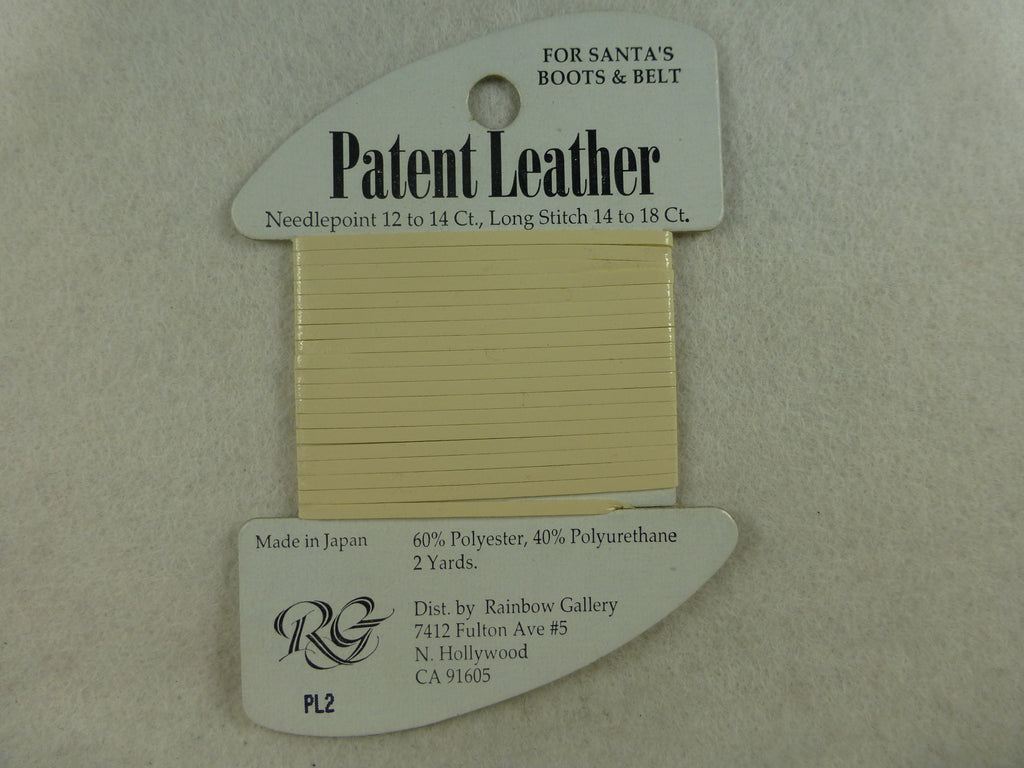 FOR SANTA'S
BOOTS & BELT
Patent Leather
Needlepoint 12 to 14 Ct., Long Stitch 14 to 18 Ct.
Made in Japan
60% Polyester, 40% Polyurethane
2 Yards.
RG
Dist. by Rainbow Gallery
7412 Fulton Ave #5
N. Hollywood
CA 91605
PL2